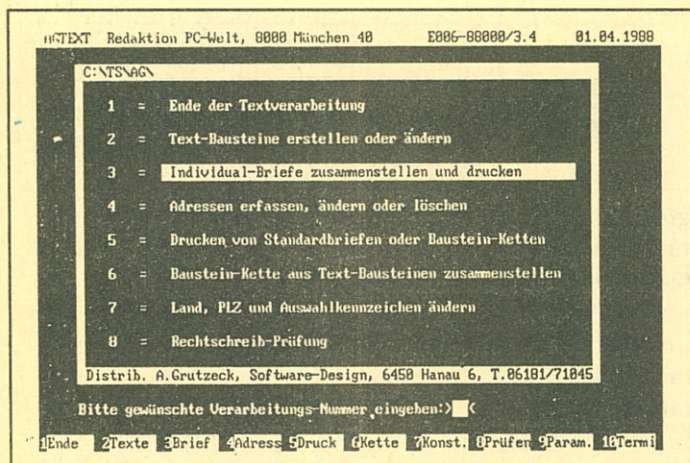 AGTEXT Redaktion PC-Welt, 8000 München 40 E006-88000/3.4 01.04.1988
C:\TS\AG\
1 = Ende der Textverarbeitung
2 = Text-Bausteine erstellen oder ändern
3 = Individual-Briefe zusammenstellen und drucken
4 = Adressen erfassen, ändern oder löschen
5 = Drucken von Standardbriefen oder Baustein-Ketten
6 = Baustein-Kette aus Text-Bausteinen zusammenstellen
7 = Land, PLZ und Auswahlkennzeichen ändern
8 = Rechtschreib-Prüfung
Distrib. A.Grutzeck, Software-Design, 6450 Hanau 6, T.06181/71045
Bitte gewünschte Verarbeitungs-Nummer eingeben:> <
1Ende 2Texte 3Brief 4Adress 5Druck 6Kette 7Konst. 8Prüfen 9Param. 10Termi